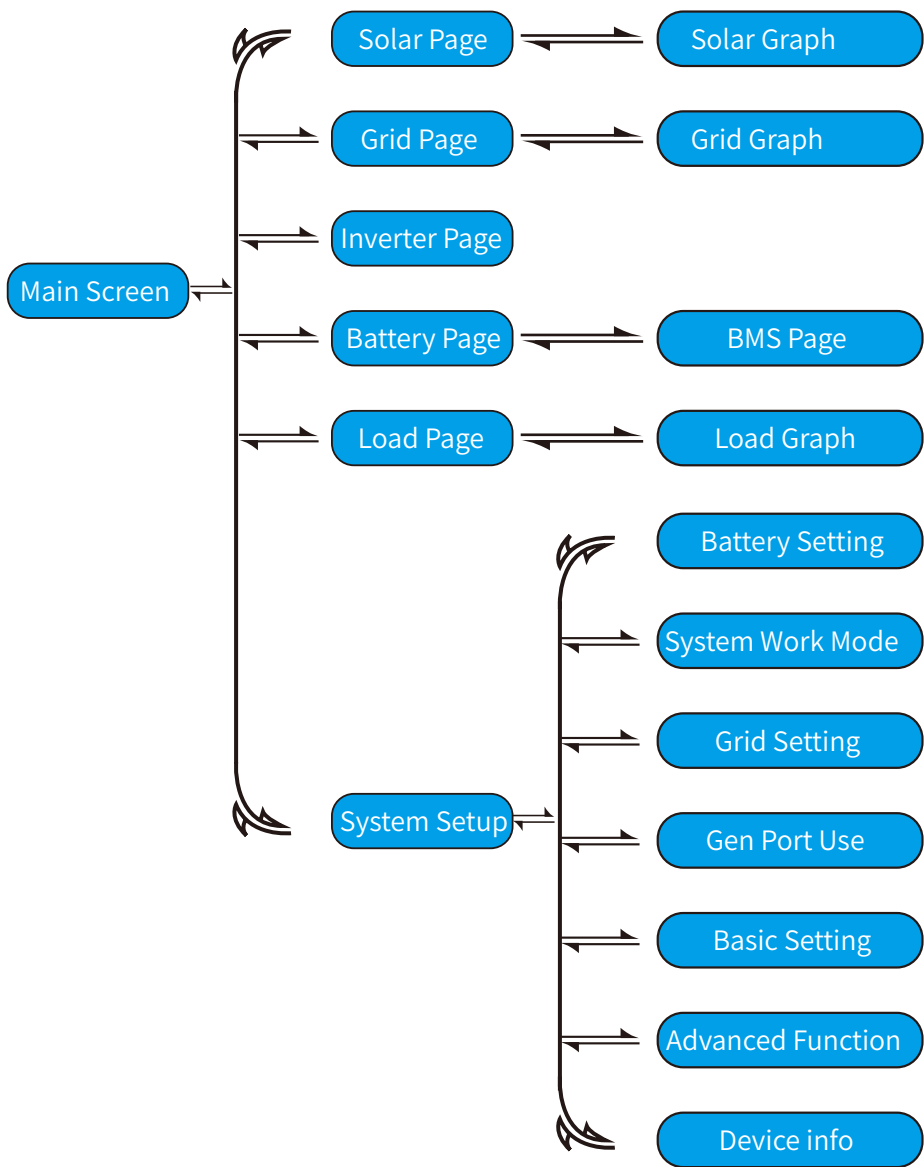 Solar Page
Solar Graph
Grid Page
Grid Graph
Inverter Page
Main Screen
Battery Page
BMS Page
Load Page
Load Graph
Battery Setting
System Work Mode
Grid Setting
System Setup
Gen Port Use
Basic Setting
Advanced Function
Device info